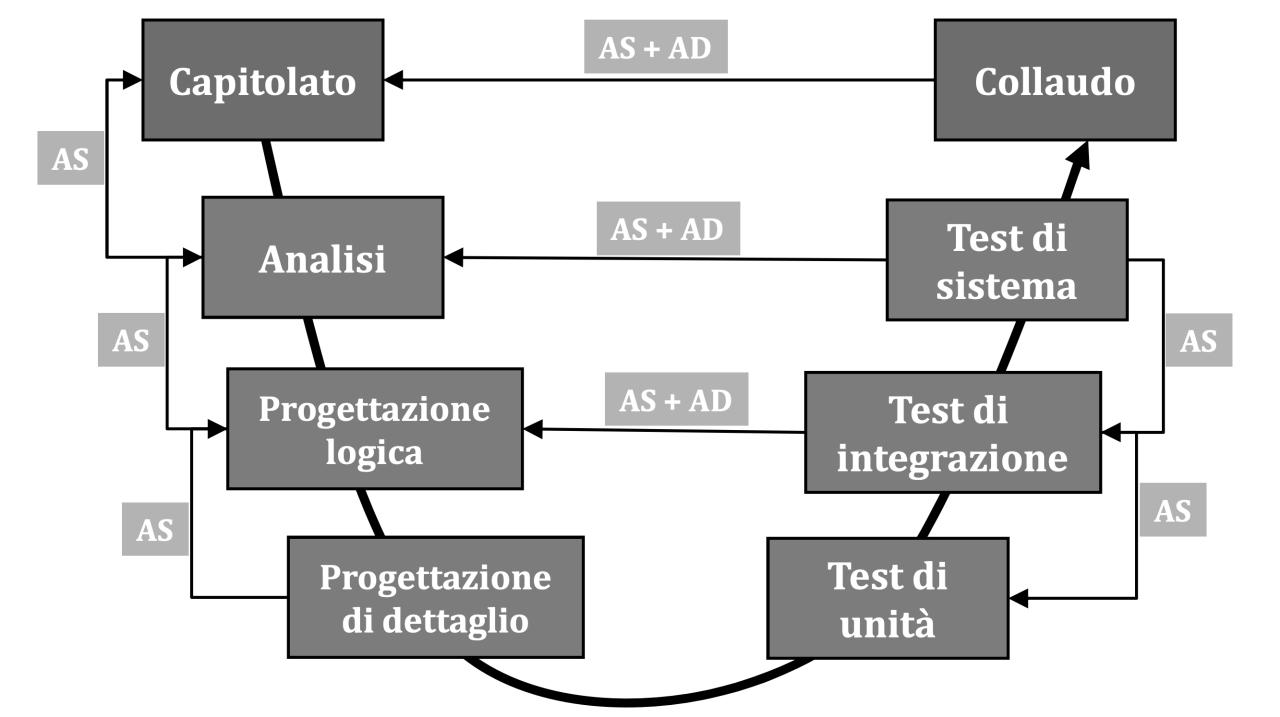 Capitolato
AS + AD
Collaudo
AS
Analisi
AS + AD
Test di
sistema
AS
AS
Progettazione
logica
AS + AD
Test di
integrazione
AS
AS
Progettazione
di dettaglio
Test di
unità